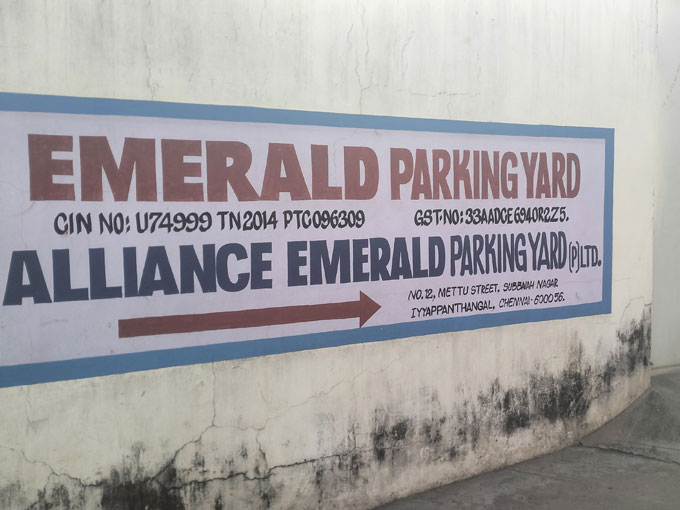 EMERALD PARKING YARD
CIN NO: U74999 TN2014 PTC096309 GST.NO: 33AADCE6940R2Z5.
ALLIANCE EMERALD PARKING YARD (P) LTD.
NO.12, METTU STREET, SUBBAIAH NAGAR
IYYAPPANTHANGAL, CHENNAI-600056.